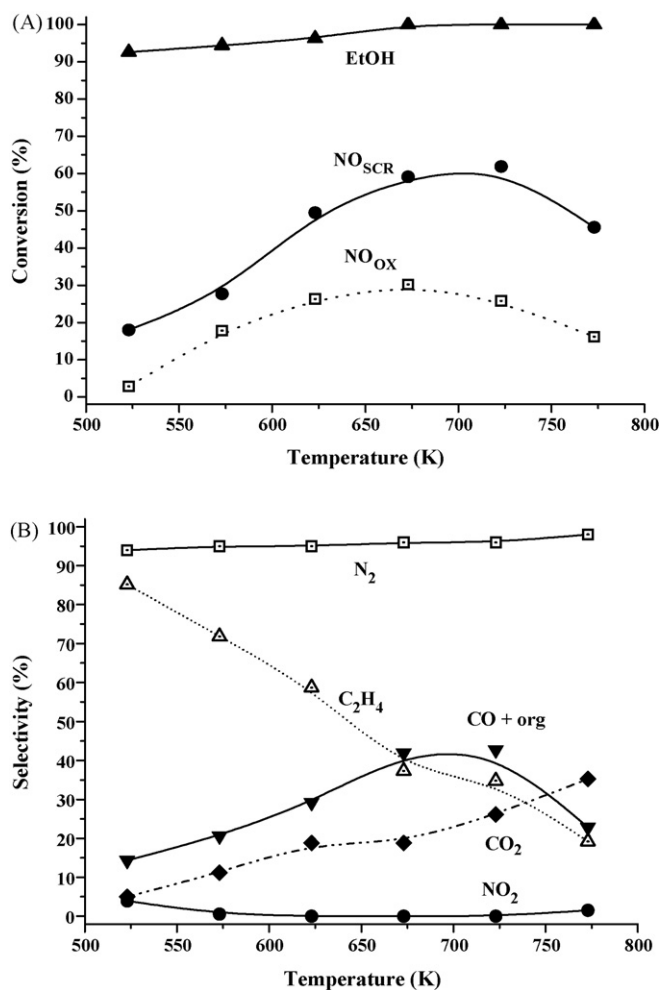 (A)
100
90
80
70
60
50
40
30
20
10
0
Conversion (%)
EtOH
NO_SCR
NO_OX
500 550 600 650 700 750 800
Temperature (K)
(B)
100
90
80
70
60
50
40
30
20
10
0
Selectivity (%)
N₂
C₂H₄
CO + org
CO₂
NO₂
500 550 600 650 700 750 800
Temperature (K)